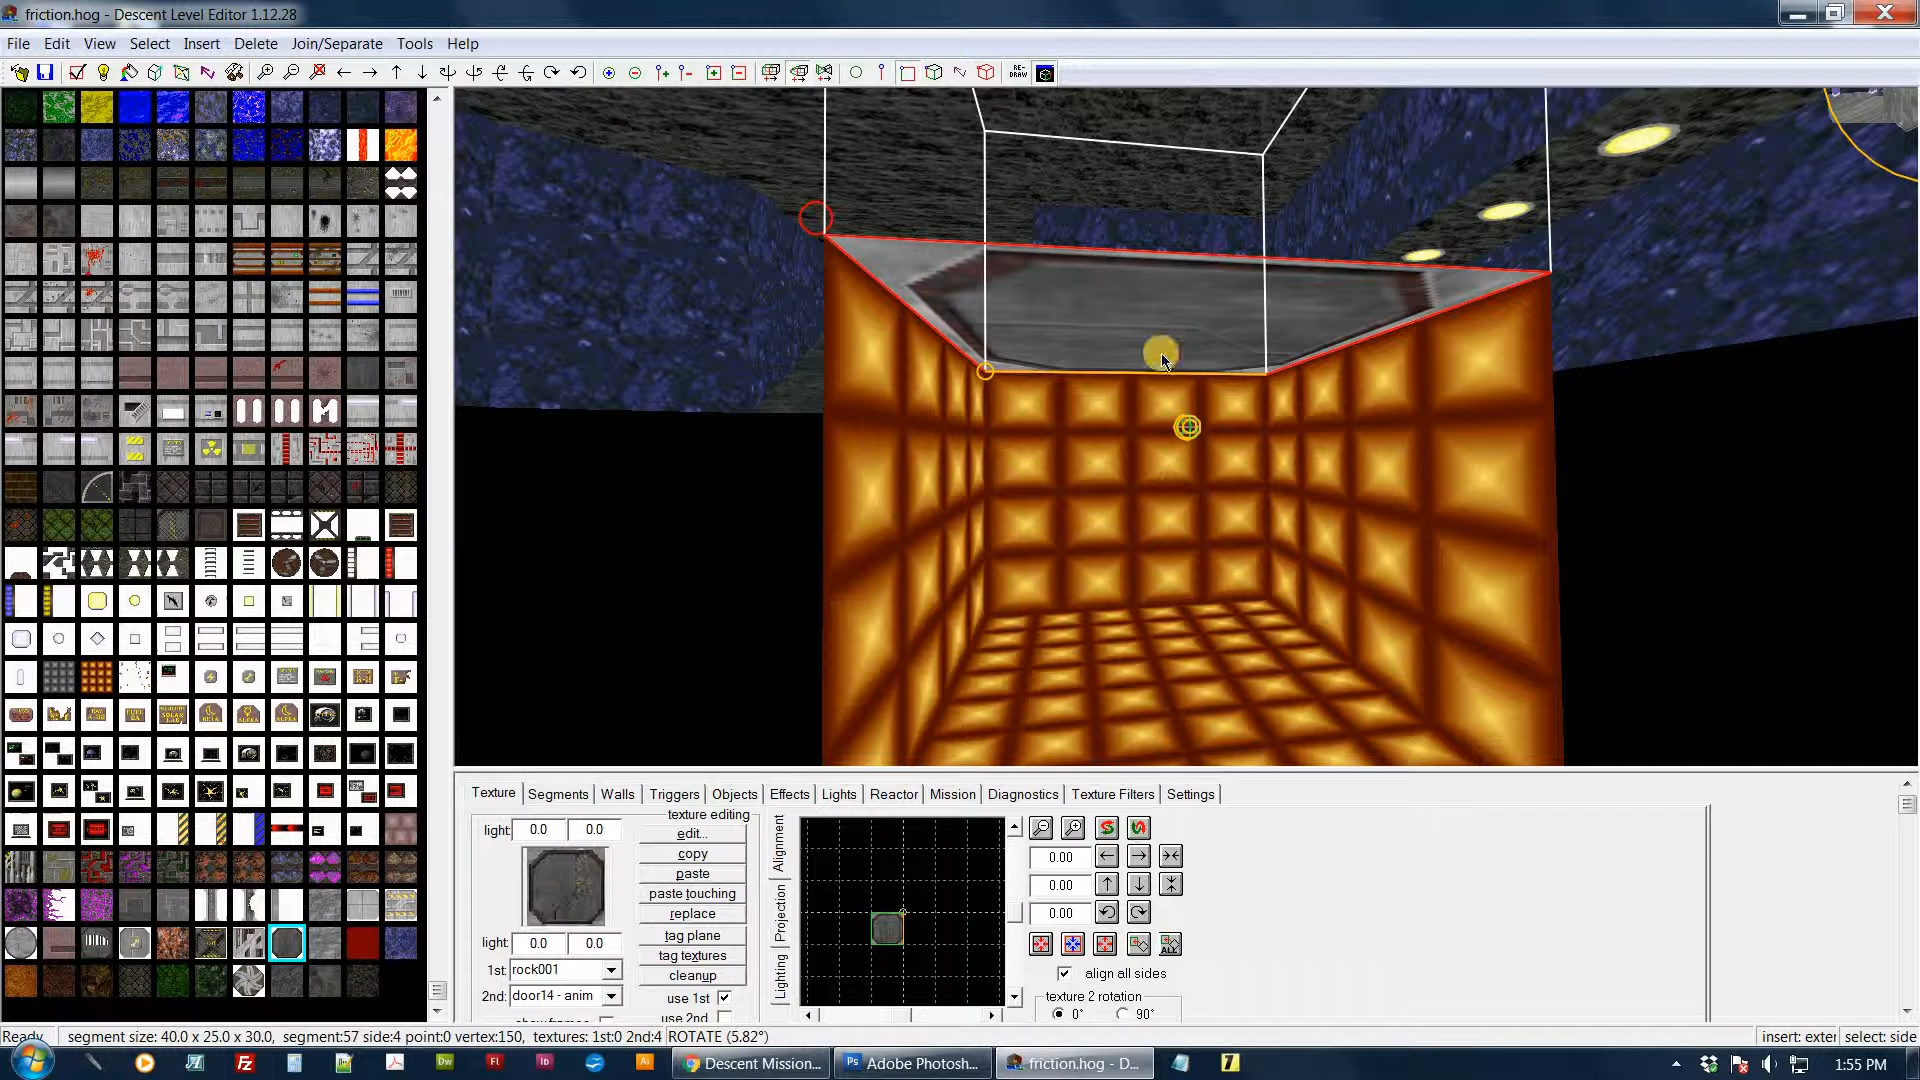 friction.hog - Descent Level Editor 1.12.28
File Edit View Select Insert Delete Join/Separate Tools Help
RE-
DRAW
Texture Segments Walls Triggers Objects Effects Lights Reactor Mission Diagnostics Texture Filters Settings
texture editing
light: 0.0 0.0
edit...
copy
paste
paste touching
replace
tag plane
tag textures
cleanup
light: 0.0 0.0
1st: rock001
2nd: door14 - anim
use 1st
use 2nd
show frames
Alignment
Projection
Lighting
0.00
0.00
0.00
ALL
align all sides
texture 2 rotation
0° 90°
Ready segment size: 40.0 x 25.0 x 30.0, segment:57 side:4 point:0 vertex:150, textures: 1st:0 2nd:4 ROTATE (5.82°) insert: exter select: side
Descent Mission... Adobe Photosh... friction.hog - D... 1:55 PM